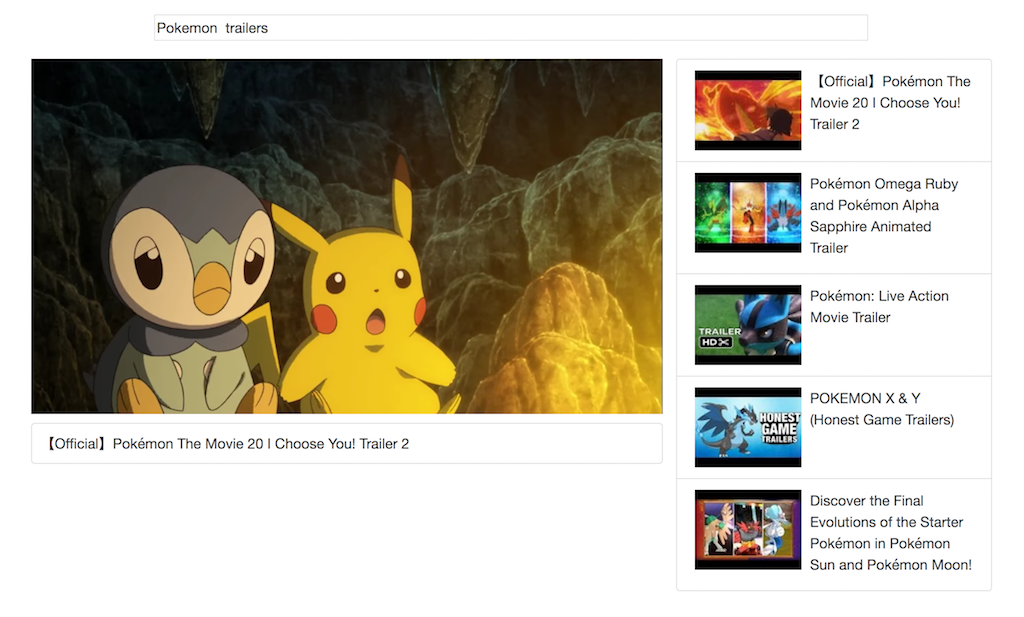 Pokemon  trailers
【Official】Pokémon The Movie 20 I Choose You! Trailer 2
【Official】Pokémon The
Movie 20 I Choose You!
Trailer 2
Pokémon Omega Ruby
and Pokémon Alpha
Sapphire Animated
Trailer
TRAILER
HD
Pokémon: Live Action
Movie Trailer
HONEST
GAME
TRAILERS
POKEMON X & Y
(Honest Game Trailers)
Discover the Final
Evolutions of the Starter
Pokémon in Pokémon
Sun and Pokémon Moon!